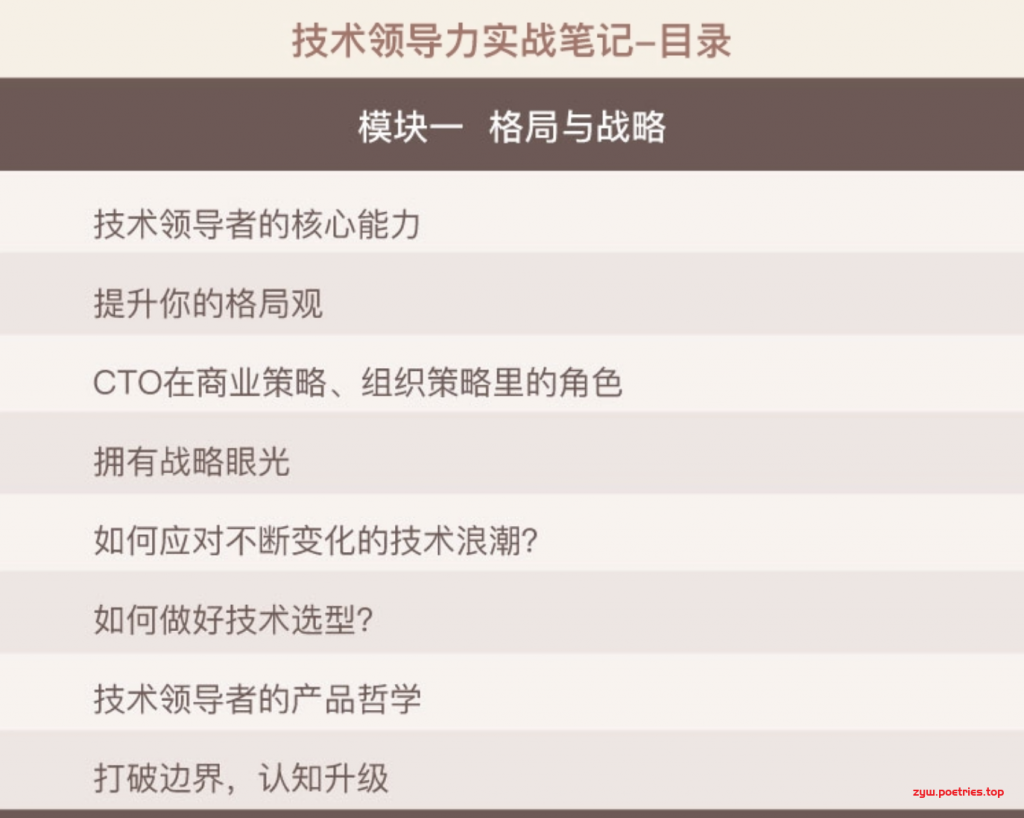 技术领导力实战笔记–目录
模块一 格局与战略
技术领导者的核心能力
提升你的格局观
CTO在商业策略、组织策略里的角色
拥有战略眼光
如何应对不断变化的技术浪潮?
如何做好技术选型?
技术领导者的产品哲学
打破边界，认知升级
zyw.poetries.top